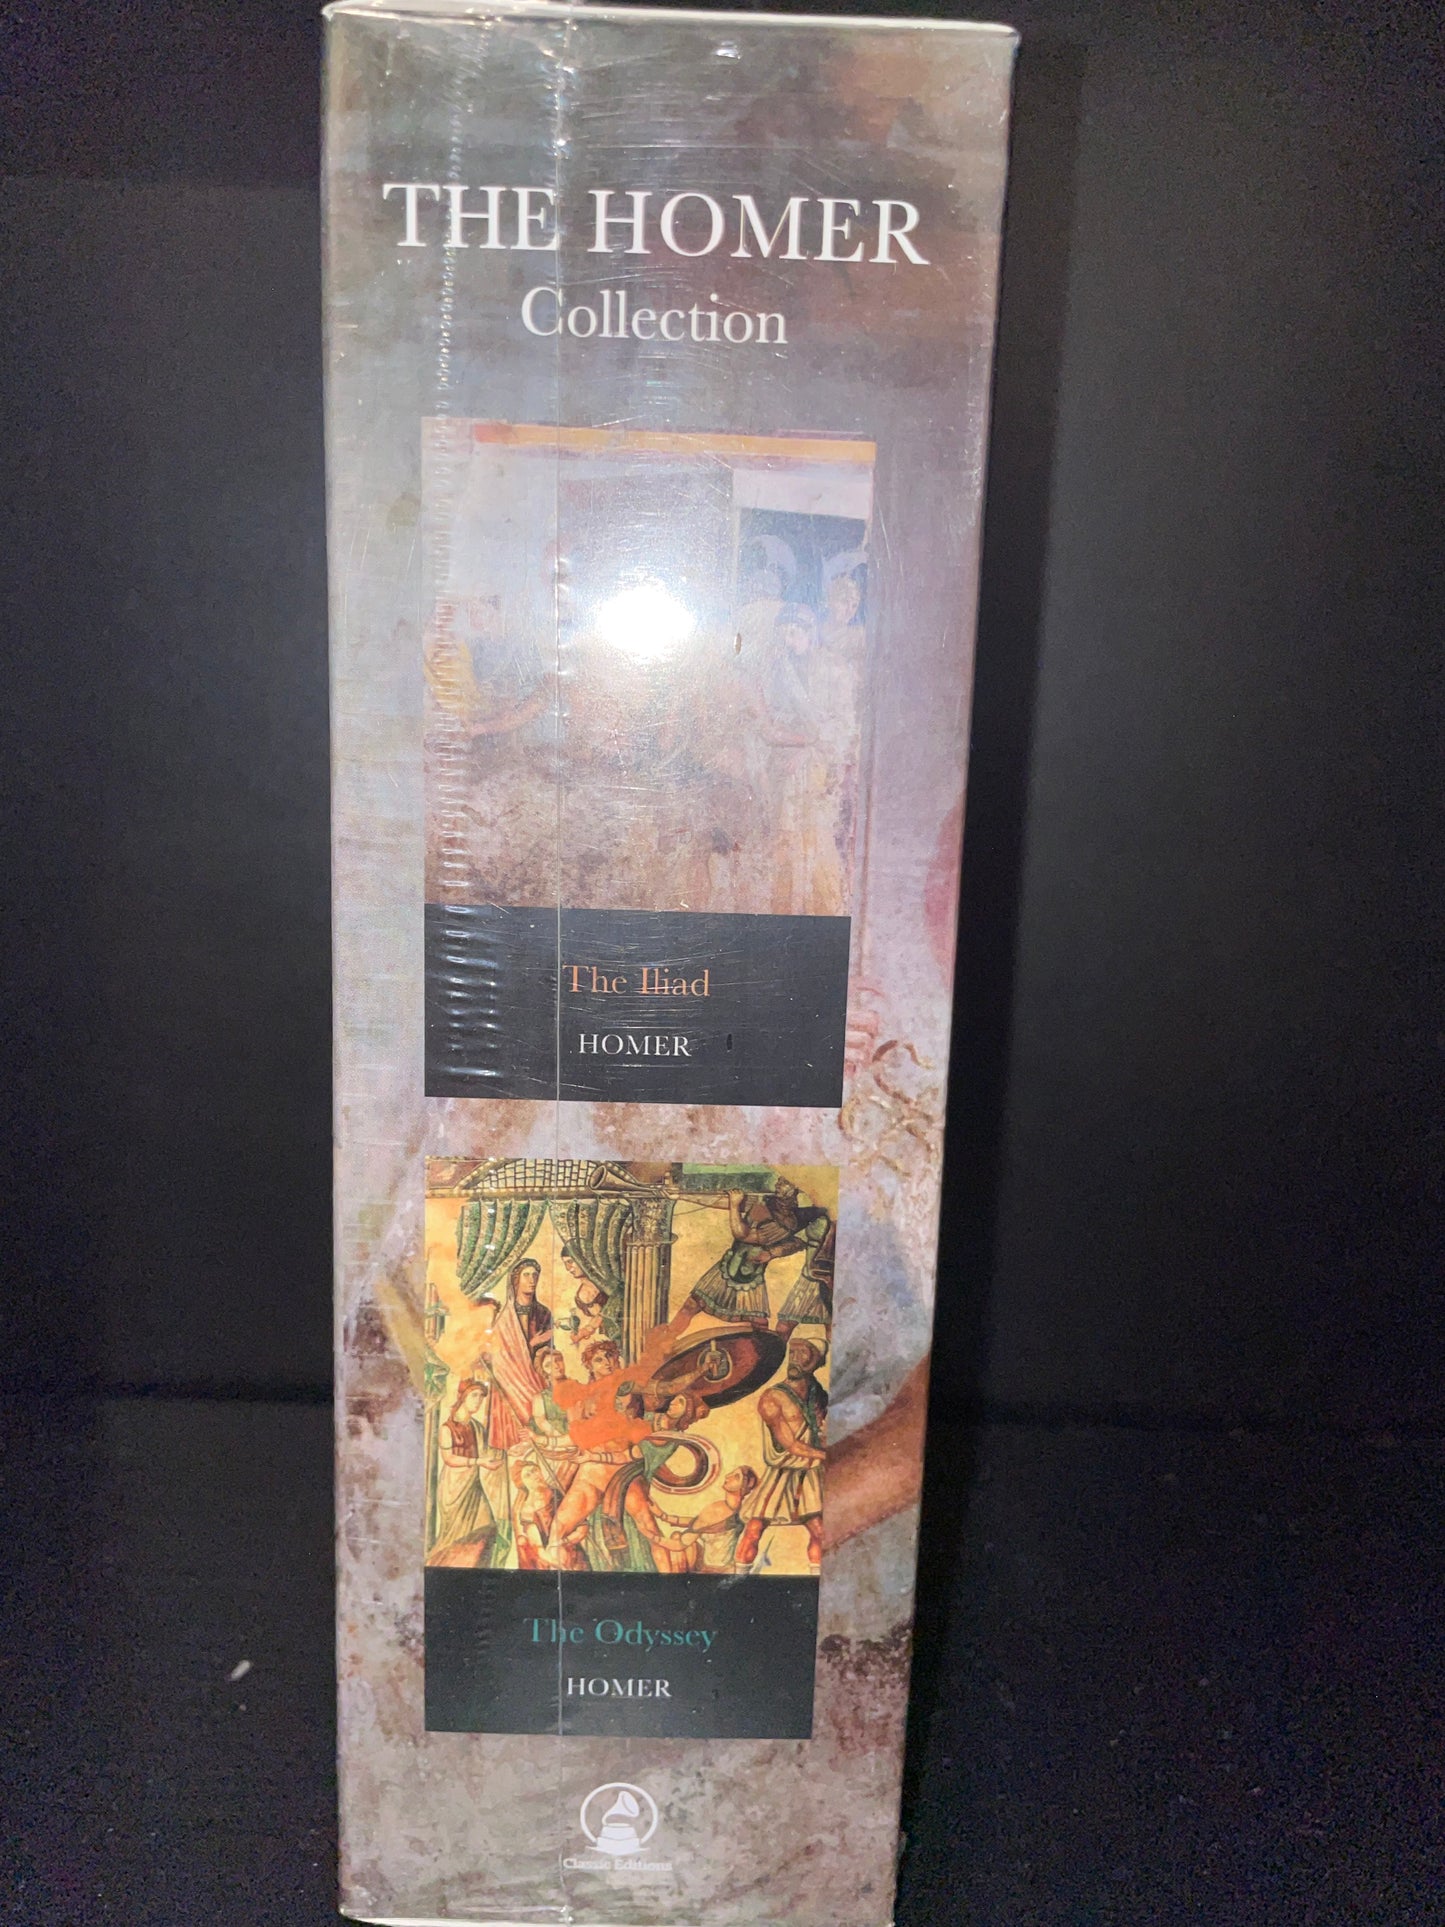 THE HOMER
Collection
The Iliad
HOMER
The Odyssey
HOMER
Classic Editions